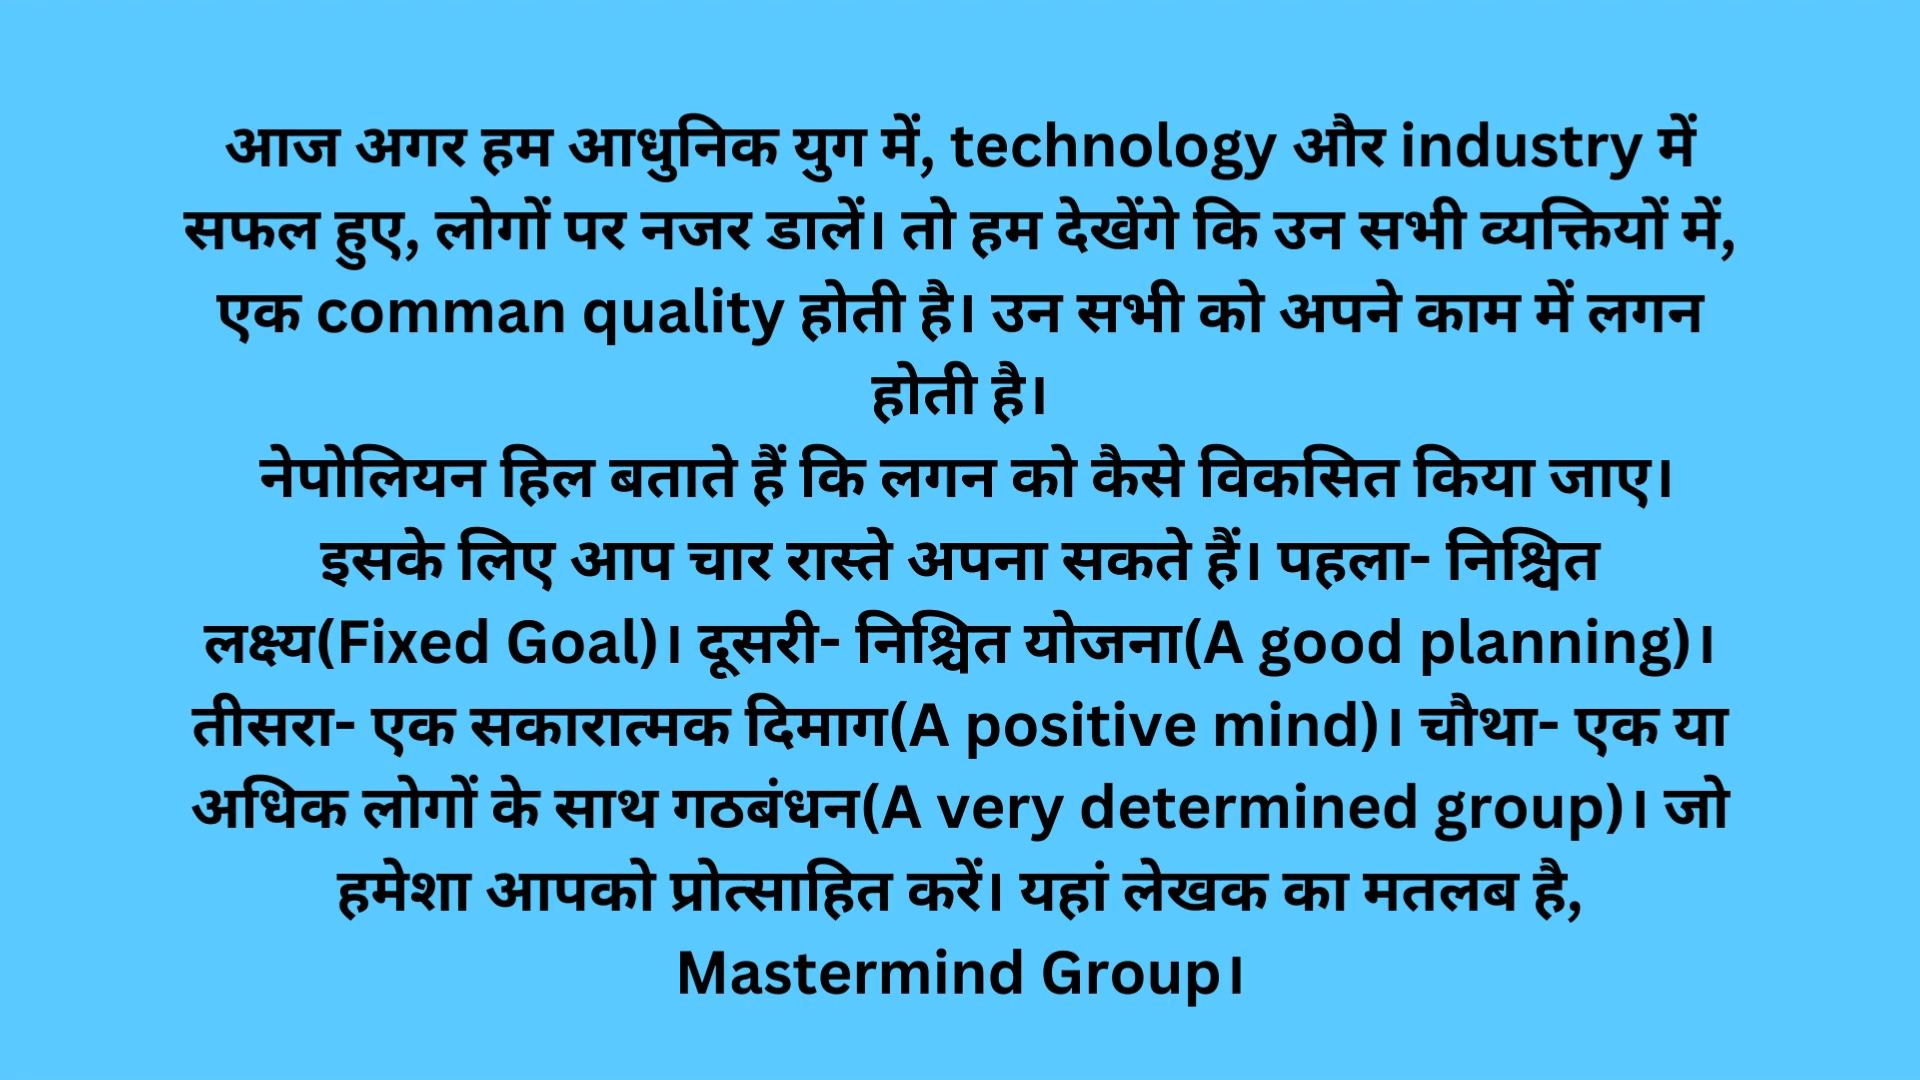 आज अगर हम आधुनिक युग में, technology और industry में
सफल हुए, लोगों पर नजर डालें। तो हम देखेंगे कि उन सभी व्यक्तियों में,
एक comman quality होती है। उन सभी को अपने काम में लगन
होती है।
नेपोलियन हिल बताते हैं कि लगन को कैसे विकसित किया जाए।
इसके लिए आप चार रास्ते अपना सकते हैं। पहला- निश्चित
लक्ष्य(Fixed Goal)। दूसरी- निश्चित योजना(A good planning)।
तीसरा- एक सकारात्मक दिमाग(A positive mind)। चौथा- एक या
अधिक लोगों के साथ गठबंधन(A very determined group)। जो
हमेशा आपको प्रोत्साहित करें। यहां लेखक का मतलब है,
Mastermind Group।